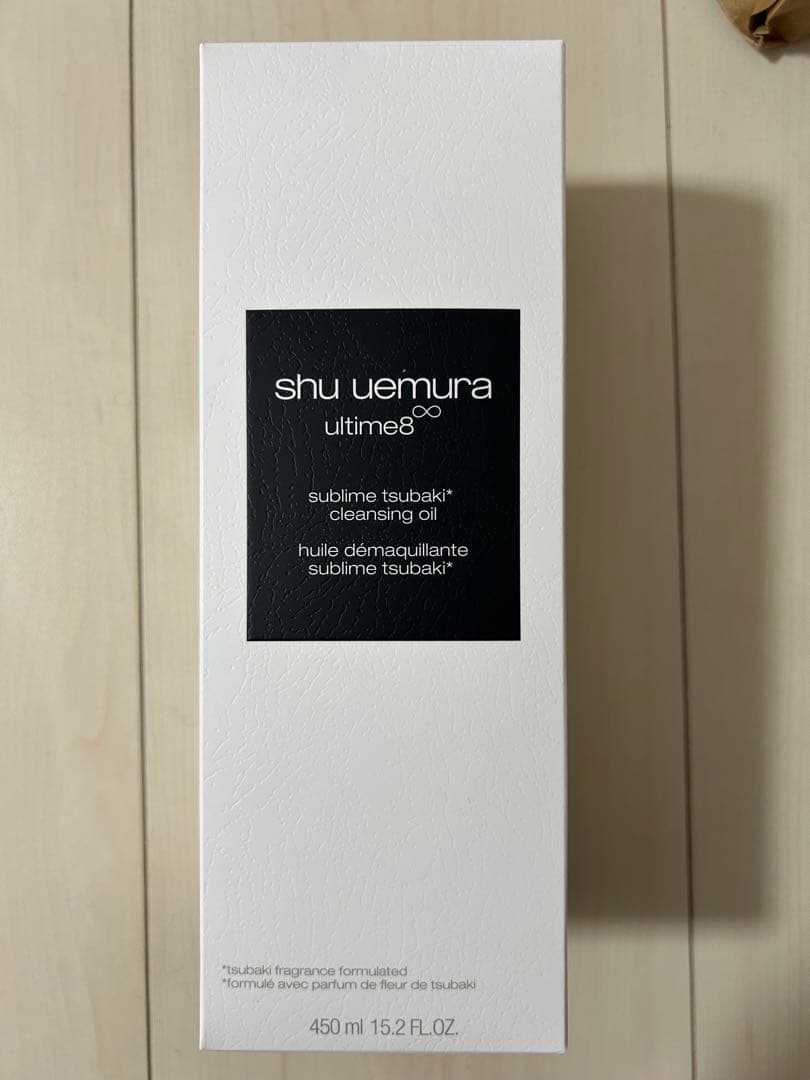 shu uemura
ultime8∞
sublime tsubaki*
cleansing oil
huile démaquillante
sublime tsubaki*
*tsubaki fragrance formulated
*formulé avec parfum de fleur de tsubaki
450 ml 15.2 FL.OZ.